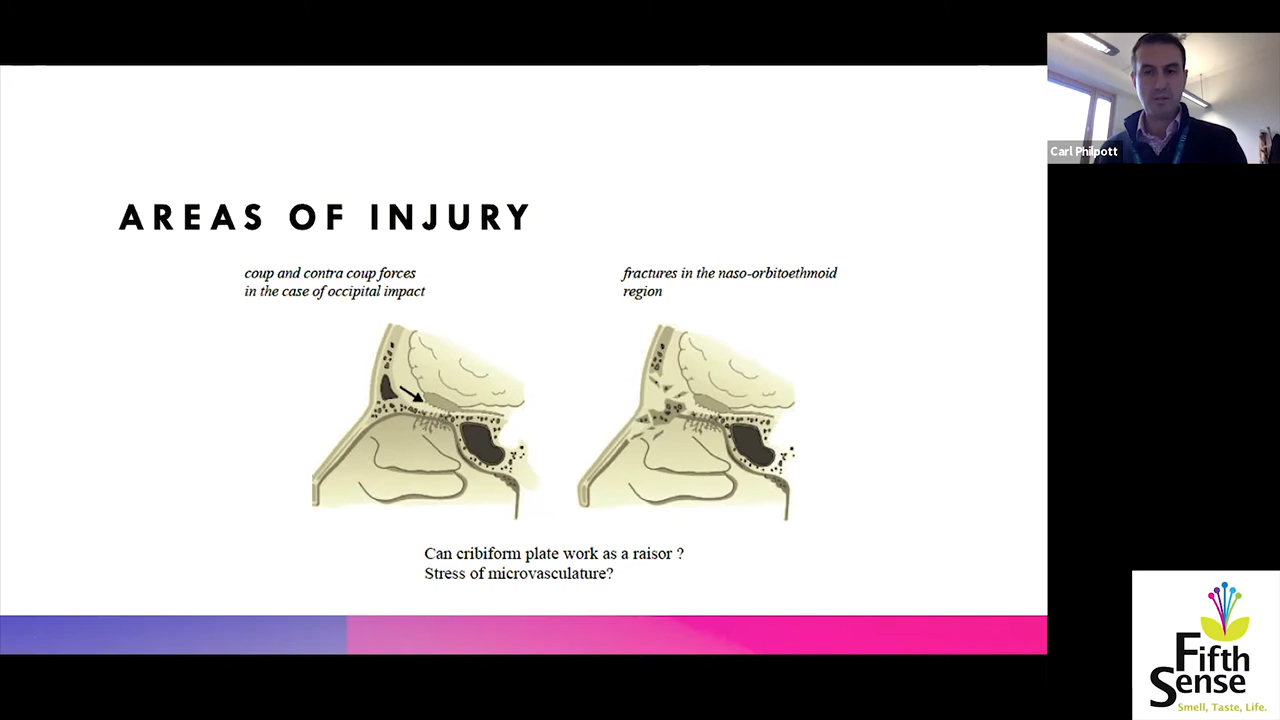 Carl Philpott
AREAS OF INJURY
coup and contra coup forces
in the case of occipital impact
fractures in the naso-orbitoethmoid
region
Can cribiform plate work as a raisor ?
Stress of microvasculature?
Fifth
Sense
Smell, Taste, Life.